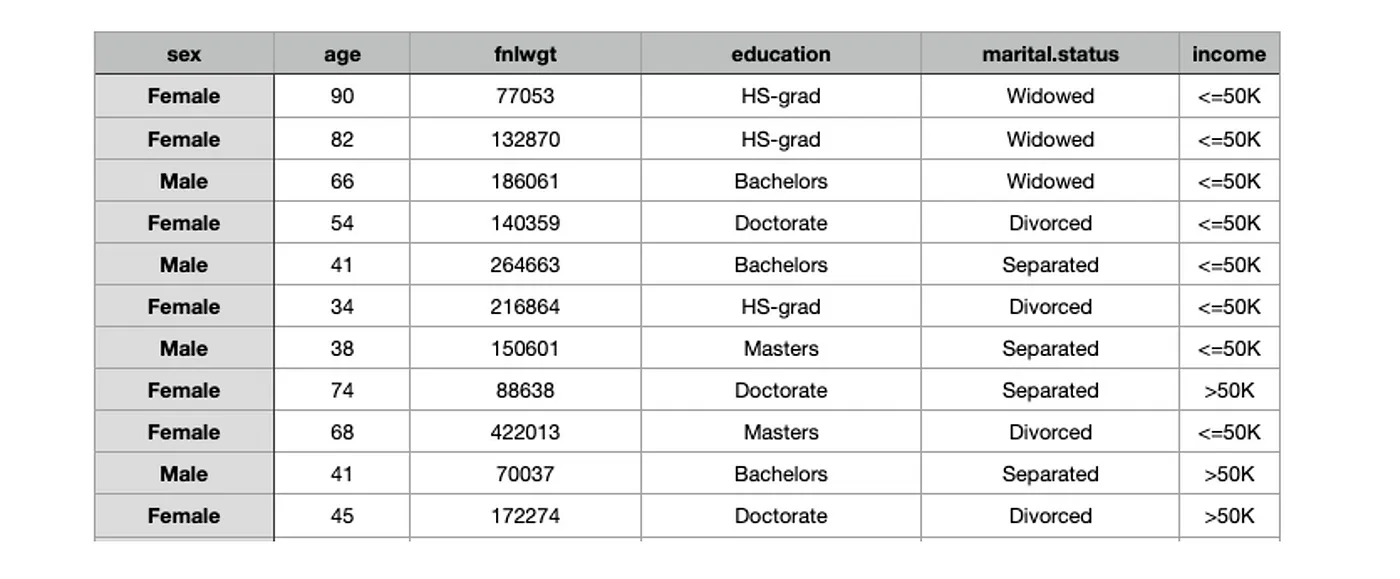 sex age fnlwgt education marital.status income
Female 90 77053 HS-grad Widowed <=50K
Female 82 132870 HS-grad Widowed <=50K
Male 66 186061 Bachelors Widowed <=50K
Female 54 140359 Doctorate Divorced <=50K
Male 41 264663 Bachelors Separated <=50K
Female 34 216864 HS-grad Divorced <=50K
Male 38 150601 Masters Separated <=50K
Female 74 88638 Doctorate Separated >50K
Female 68 422013 Masters Divorced <=50K
Male 41 70037 Bachelors Separated >50K
Female 45 172274 Doctorate Divorced >50K